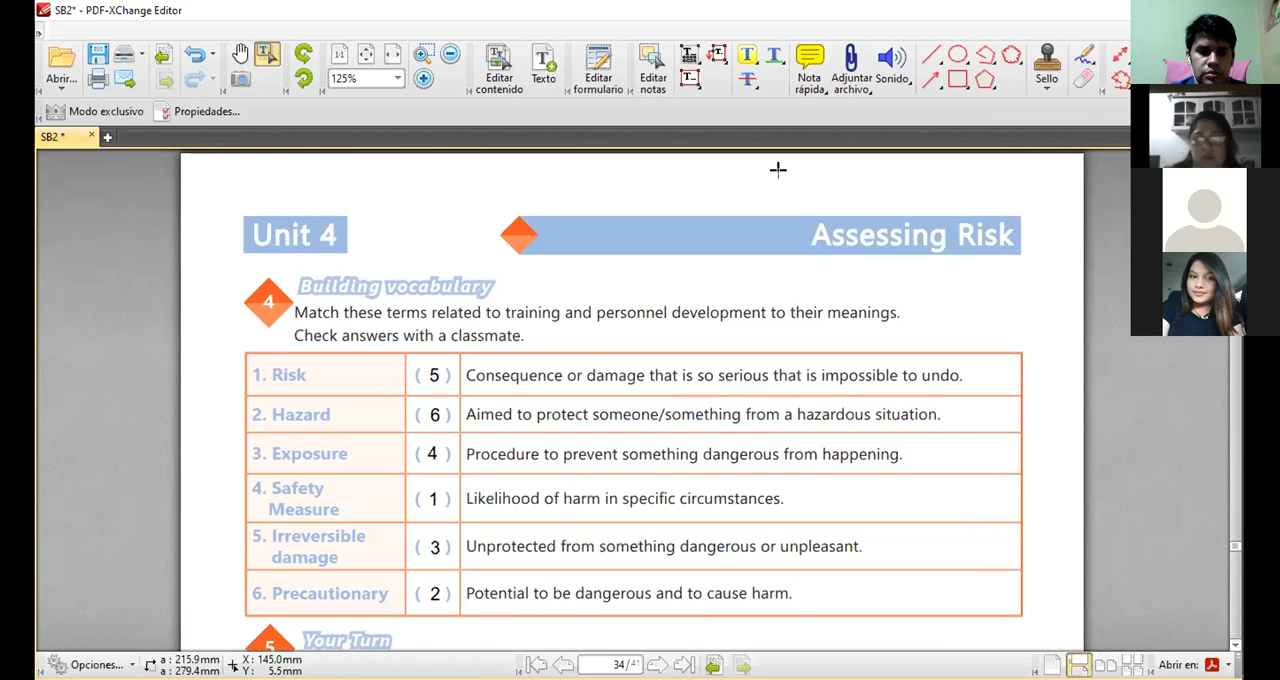 SB2* - PDF-XChange Editor
Abrir...
125%
Editar contenido
Texto
Editar formulario
Editar notas
Nota rápida
Adjuntar archivo
Sonido
Sello
Modo exclusivo
Propiedades...
SB2 *
Unit 4
Assessing Risk
4
Building vocabulary
Match these terms related to training and personnel development to their meanings.
Check answers with a classmate.
1. Risk ( 5 ) Consequence or damage that is so serious that is impossible to undo.
2. Hazard ( 6 ) Aimed to protect someone/something from a hazardous situation.
3. Exposure ( 4 ) Procedure to prevent something dangerous from happening.
4. Safety
Measure ( 1 ) Likelihood of harm in specific circumstances.
5. Irreversible
damage ( 3 ) Unprotected from something dangerous or unpleasant.
6. Precautionary ( 2 ) Potential to be dangerous and to cause harm.
5
Your Turn
Opciones...
a : 215.9mm
a : 279.4mm
X: 145.0mm
Y: 5.5mm
34 / 41
Abrir en: